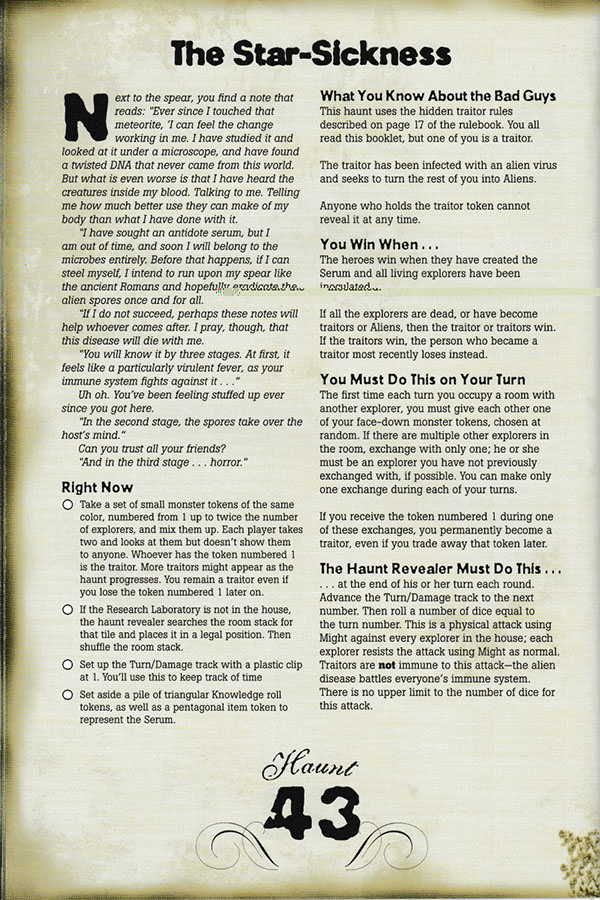 The Star-Sickness
Next to the spear, you find a note that
reads: "Ever since I touched that
meteorite, 'I can feel the change
working in me. I have studied it and
looked at it under a microscope, and have found
a twisted DNA that never came from this world.
But what is even worse is that I have heard the
creatures inside my blood. Talking to me. Telling
me how much better use they can make of my
body than what I have done with it.
"I have sought an antidote serum, but I
am out of time, and soon I will belong to the
microbes entirely. Before that happens, if I can
steel myself, I intend to run upon my spear like
the ancient Romans and hopefully eradicate the
alien spores once and for all.
"If I do not succeed, perhaps these notes will
help whoever comes after. I pray, though, that
this disease will die with me.
"You will know it by three stages. At first, it
feels like a particularly virulent fever, as your
immune system fights against it . . ."
Uh oh. You've been feeling stuffed up ever
since you got here.
"In the second stage, the spores take over the
host's mind."
Can you trust all your friends?
"And in the third stage . . . horror."
Right Now
Take a set of small monster tokens of the same
color, numbered from 1 up to twice the number
of explorers, and mix them up. Each player takes
two and looks at them but doesn't show them
to anyone. Whoever has the token numbered 1
is the traitor. More traitors might appear as the
haunt progresses. You remain a traitor even if
you lose the token numbered 1 later on.
If the Research Laboratory is not in the house,
the haunt revealer searches the room stack for
that tile and places it in a legal position. Then
shuffle the room stack.
Set up the Turn/Damage track with a plastic clip
at 1. You'll use this to keep track of time
Set aside a pile of triangular Knowledge roll
tokens, as well as a pentagonal item token to
represent the Serum.
What You Know About the Bad Guys
This haunt uses the hidden traitor rules
described on page 17 of the rulebook. You all
read this booklet, but one of you is a traitor.
The traitor has been infected with an alien virus
and seeks to turn the rest of you into Aliens.
Anyone who holds the traitor token cannot
reveal it at any time.
You Win When . . .
The heroes win when they have created the
Serum and all living explorers have been
inoculated.
If all the explorers are dead, or have become
traitors or Aliens, then the traitor or traitors win.
If the traitors win, the person who became a
traitor most recently loses instead.
You Must Do This on Your Turn
The first time each turn you occupy a room with
another explorer, you must give each other one
of your face-down monster tokens, chosen at
random. If there are multiple other explorers in
the room, exchange with only one; he or she
must be an explorer you have not previously
exchanged with, if possible. You can make only
one exchange during each of your turns.
If you receive the token numbered 1 during one
of these exchanges, you permanently become a
traitor, even if you trade away that token later.
The Haunt Revealer Must Do This . . .
. . . at the end of his or her turn each round.
Advance the Turn/Damage track to the next
number. Then roll a number of dice equal to
the turn number. This is a physical attack using
Might against every explorer in the house; each
explorer resists the attack using Might as normal.
Traitors are not immune to this attack—the alien
disease battles everyone's immune system.
There is no upper limit to the number of dice for
this attack.
Haunt
43